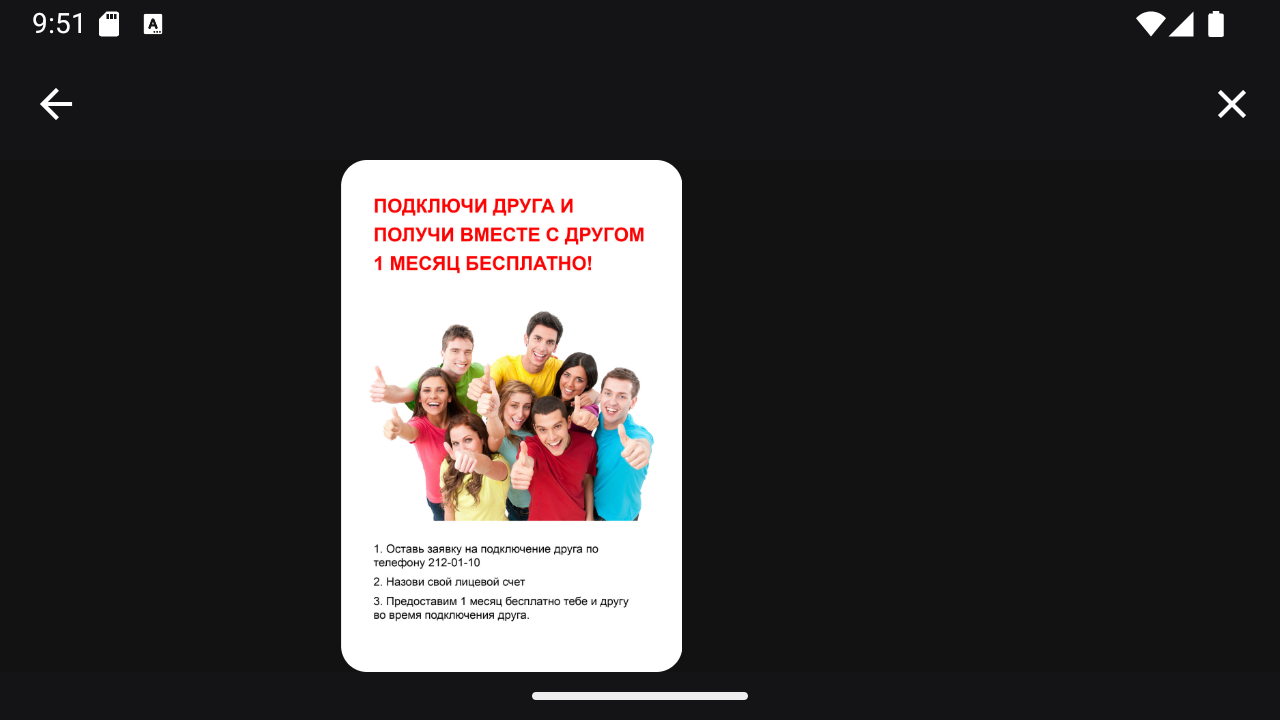 9:51
ПОДКЛЮЧИ ДРУГА И
ПОЛУЧИ ВМЕСТЕ С ДРУГОМ
1 МЕСЯЦ БЕСПЛАТНО!
1. Оставь заявку на подключение друга по
телефону 212-01-10
2. Назови свой лицевой счет
3. Предоставим 1 месяц бесплатно тебе и другу
во время подключения друга.